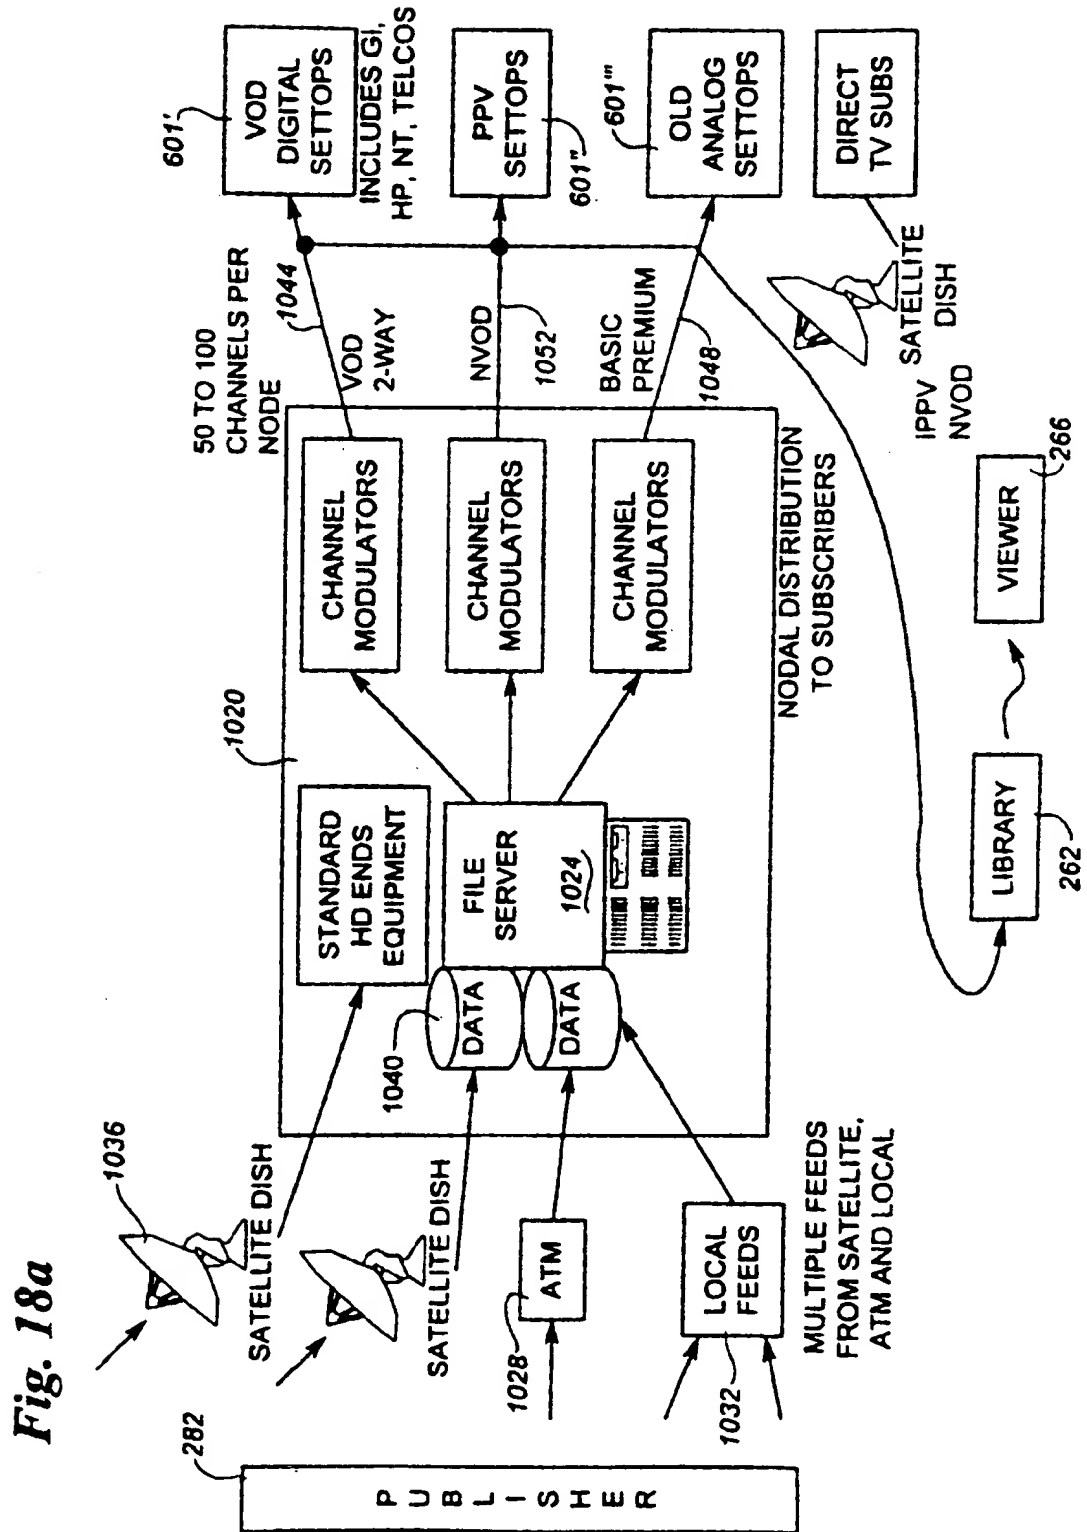 Fig. 18a
282
PUBLISHER
1036
SATELLITE DISH
SATELLITE DISH
1028
ATM
1032
LOCAL
FEEDS
MULTIPLE FEEDS
FROM SATELLITE,
ATM AND LOCAL
1020
STANDARD
HD ENDS
EQUIPMENT
1040
DATA
DATA
FILE
SERVER
1024
CHANNEL
MODULATORS
CHANNEL
MODULATORS
CHANNEL
MODULATORS
NODAL DISTRIBUTION
TO SUBSCRIBERS
50 TO 100
CHANNELS PER
NODE
1044
VOD
2-WAY
NVOD
1052
BASIC
PREMIUM
1048
601'
VOD
DIGITAL
SETTOPS
INCLUDES GI,
HP, NT, TELCOS
PPV
SETTOPS
601"
601"'
OLD
ANALOG
SETTOPS
DIRECT
TV SUBS
SATELLITE
DISH
IPPV
NVOD
LIBRARY
262
VIEWER
266